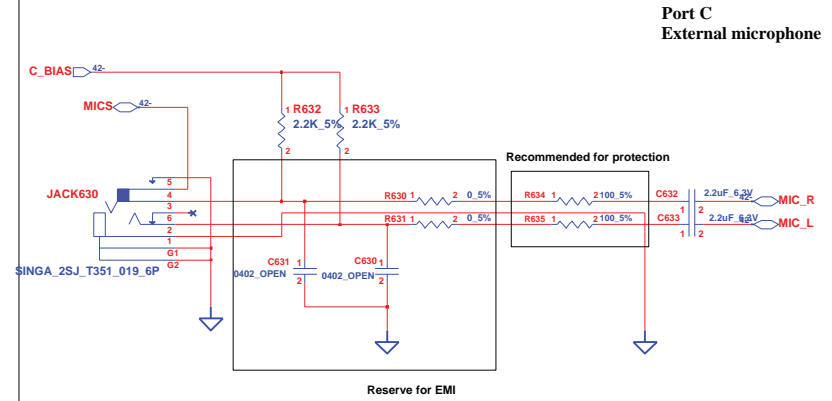 Port C
External microphone
C_BIAS 42-
MICS 42-
1 R632 1 R633
2.2K_5% 2.2K_5%
2 2
Recommended for protection
JACK630
5
4
3
6
2
1
G1
G2
SINGA_2SJ_T351_019_6P
R630 1 2 0_5%
R631 1 2 0_5%
R634 1 2 100_5%
R635 1 2 100_5%
C632 2.2uF_6.3V 42- MIC_R
1 2
C633 2.2uF_6.3V 42- MIC_L
1 2
C631 1 C630 1
0402_OPEN 0402_OPEN
2 2
Reserve for EMI